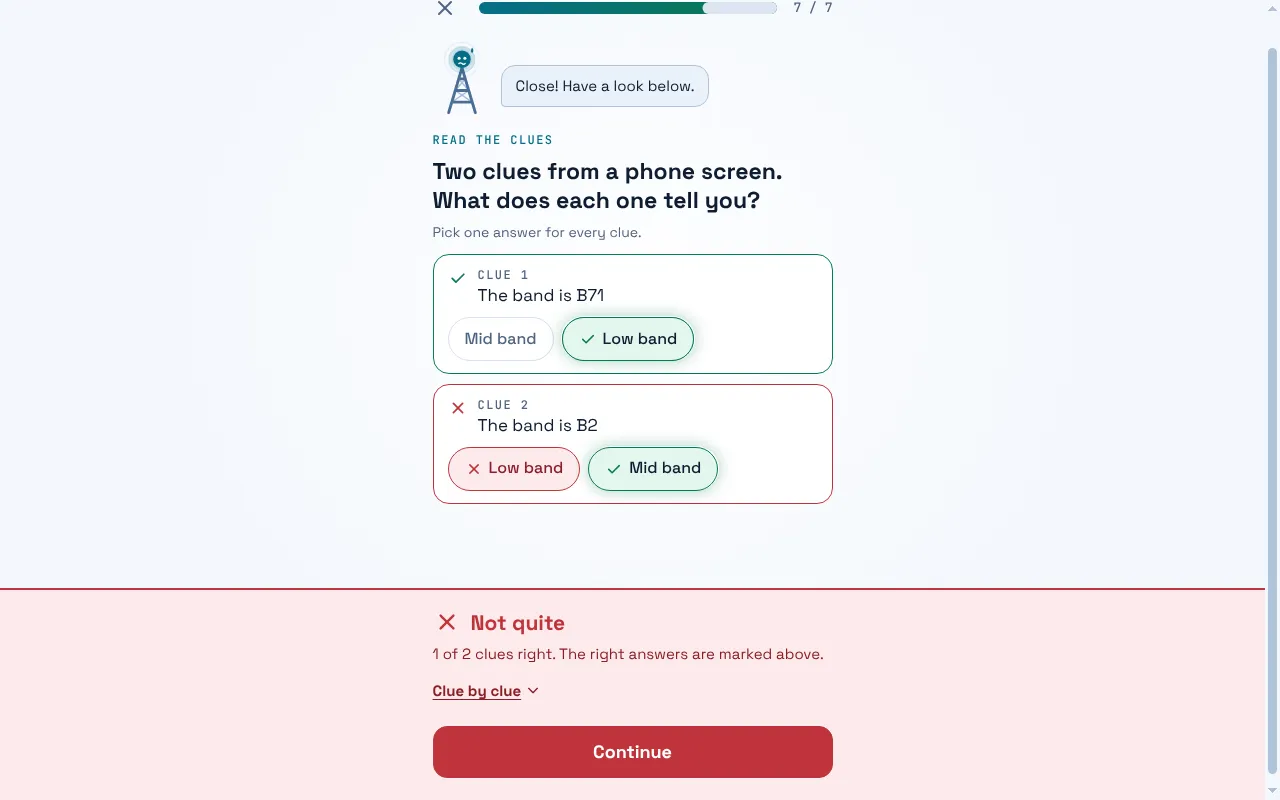 7 / 7
Close! Have a look below.
READ THE CLUES
Two clues from a phone screen.
What does each one tell you?
Pick one answer for every clue.
CLUE 1
The band is B71
Mid band
Low band
CLUE 2
The band is B2
Low band
Mid band
Not quite
1 of 2 clues right. The right answers are marked above.
Clue by clue
Continue